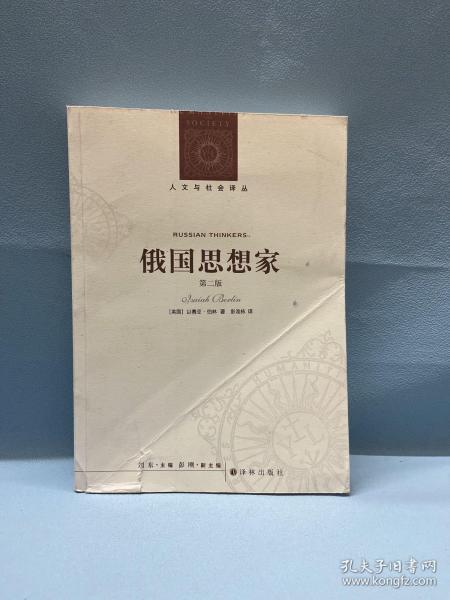 SOCIETY
人文与社会译丛
RUSSIAN THINKERS
俄国思想家
第二版
Isaiah Berlin
[英国] 以赛亚·伯林 著 彭淮栋 译
HUMANITY
刘东·主编 彭刚·副主编
译林出版社
孔夫子旧书网
www.kongfz.com